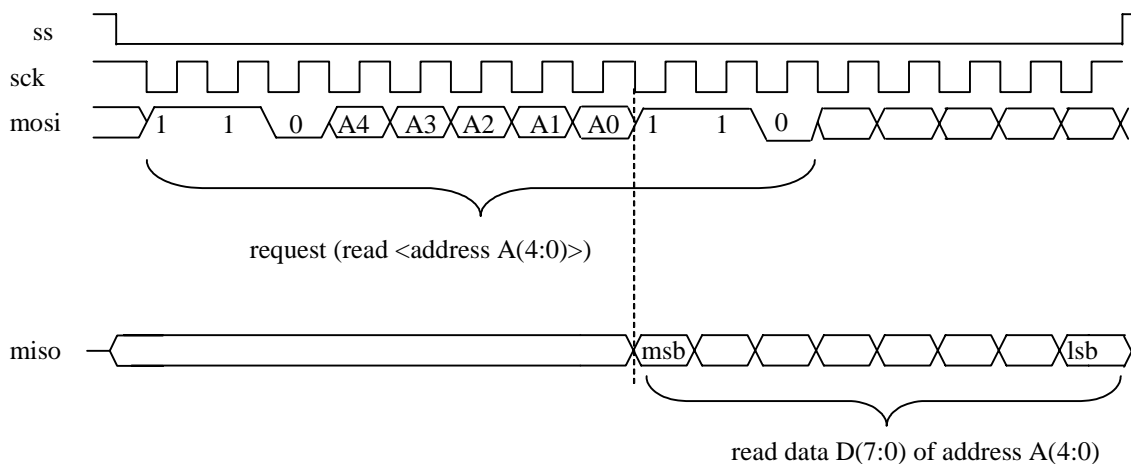 ss
sck
mosi 1 1 0 A4 A3 A2 A1 A0 1 1 0
request (read <address A(4:0)>)
miso msb lsb
read data D(7:0) of address A(4:0)